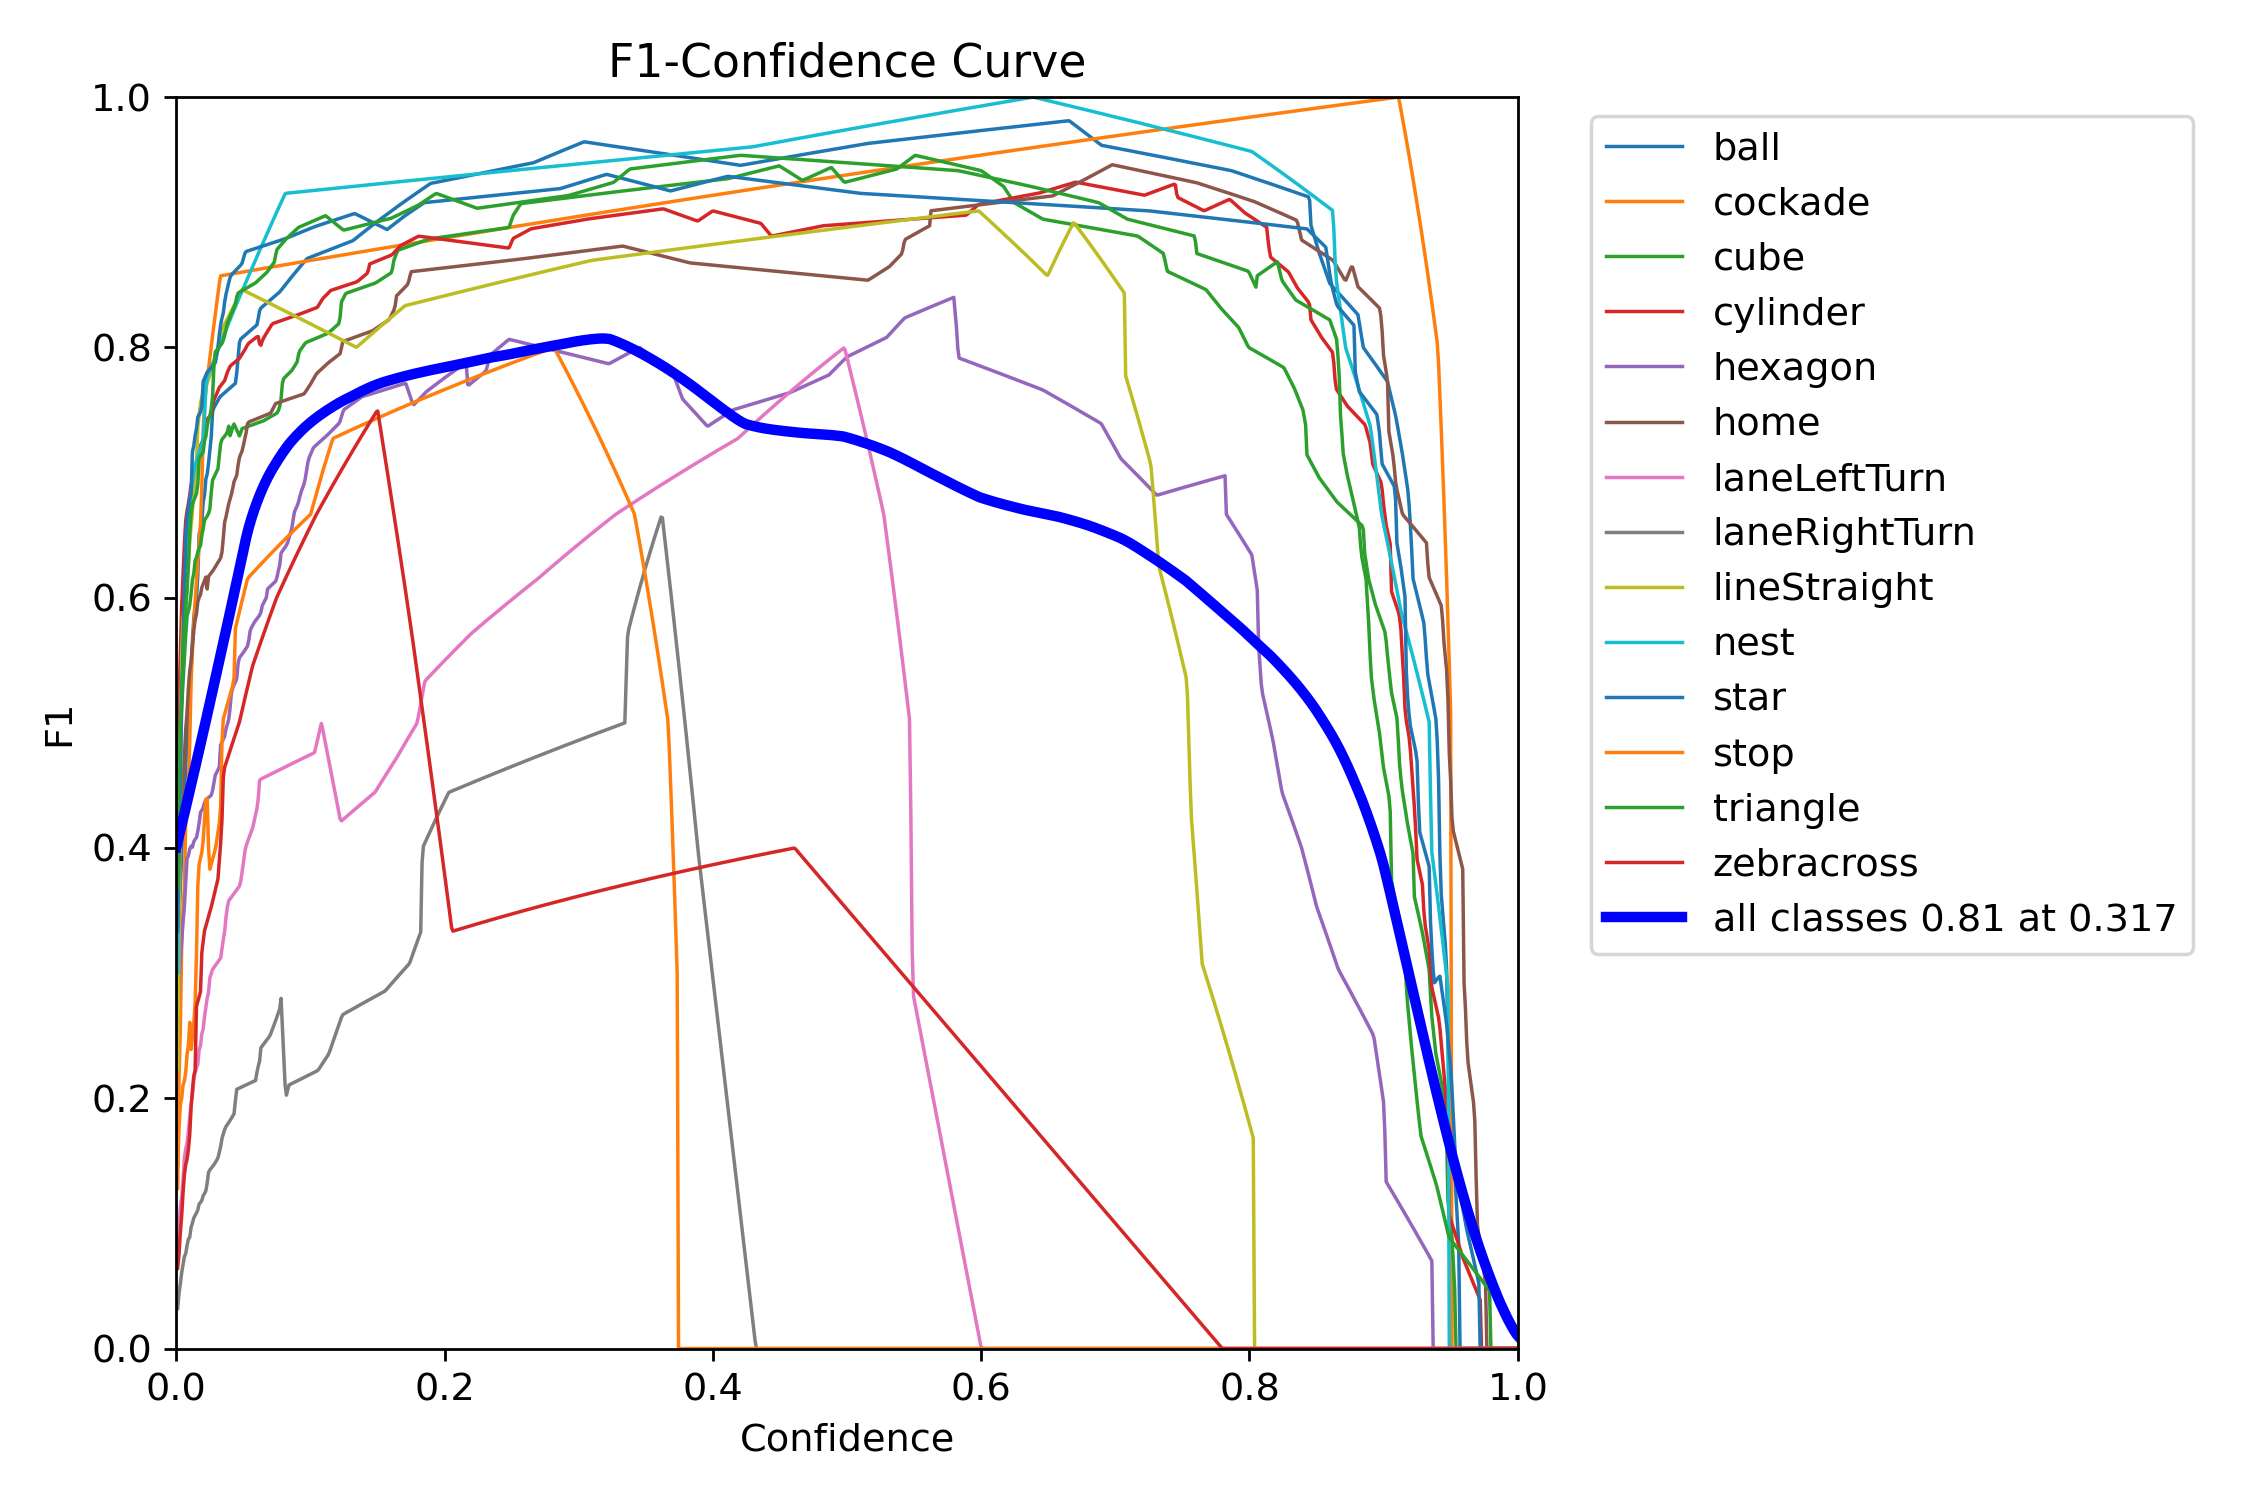 F1-Confidence Curve
1.0
0.8
0.6
0.4
0.2
0.0
F1
0.0 0.2 0.4 0.6 0.8 1.0
Confidence
ball
cockade
cube
cylinder
hexagon
home
laneLeftTurn
laneRightTurn
lineStraight
nest
star
stop
triangle
zebracross
all classes 0.81 at 0.317